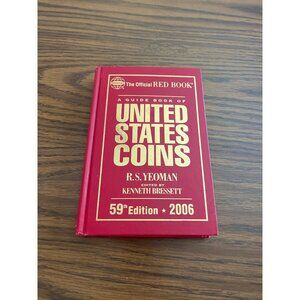 The Official RED BOOK®
A GUIDE BOOK OF
UNITED
STATES
COINS
R.S. YEOMAN
EDITED BY
KENNETH BRESSETT
59th Edition ★ 2006